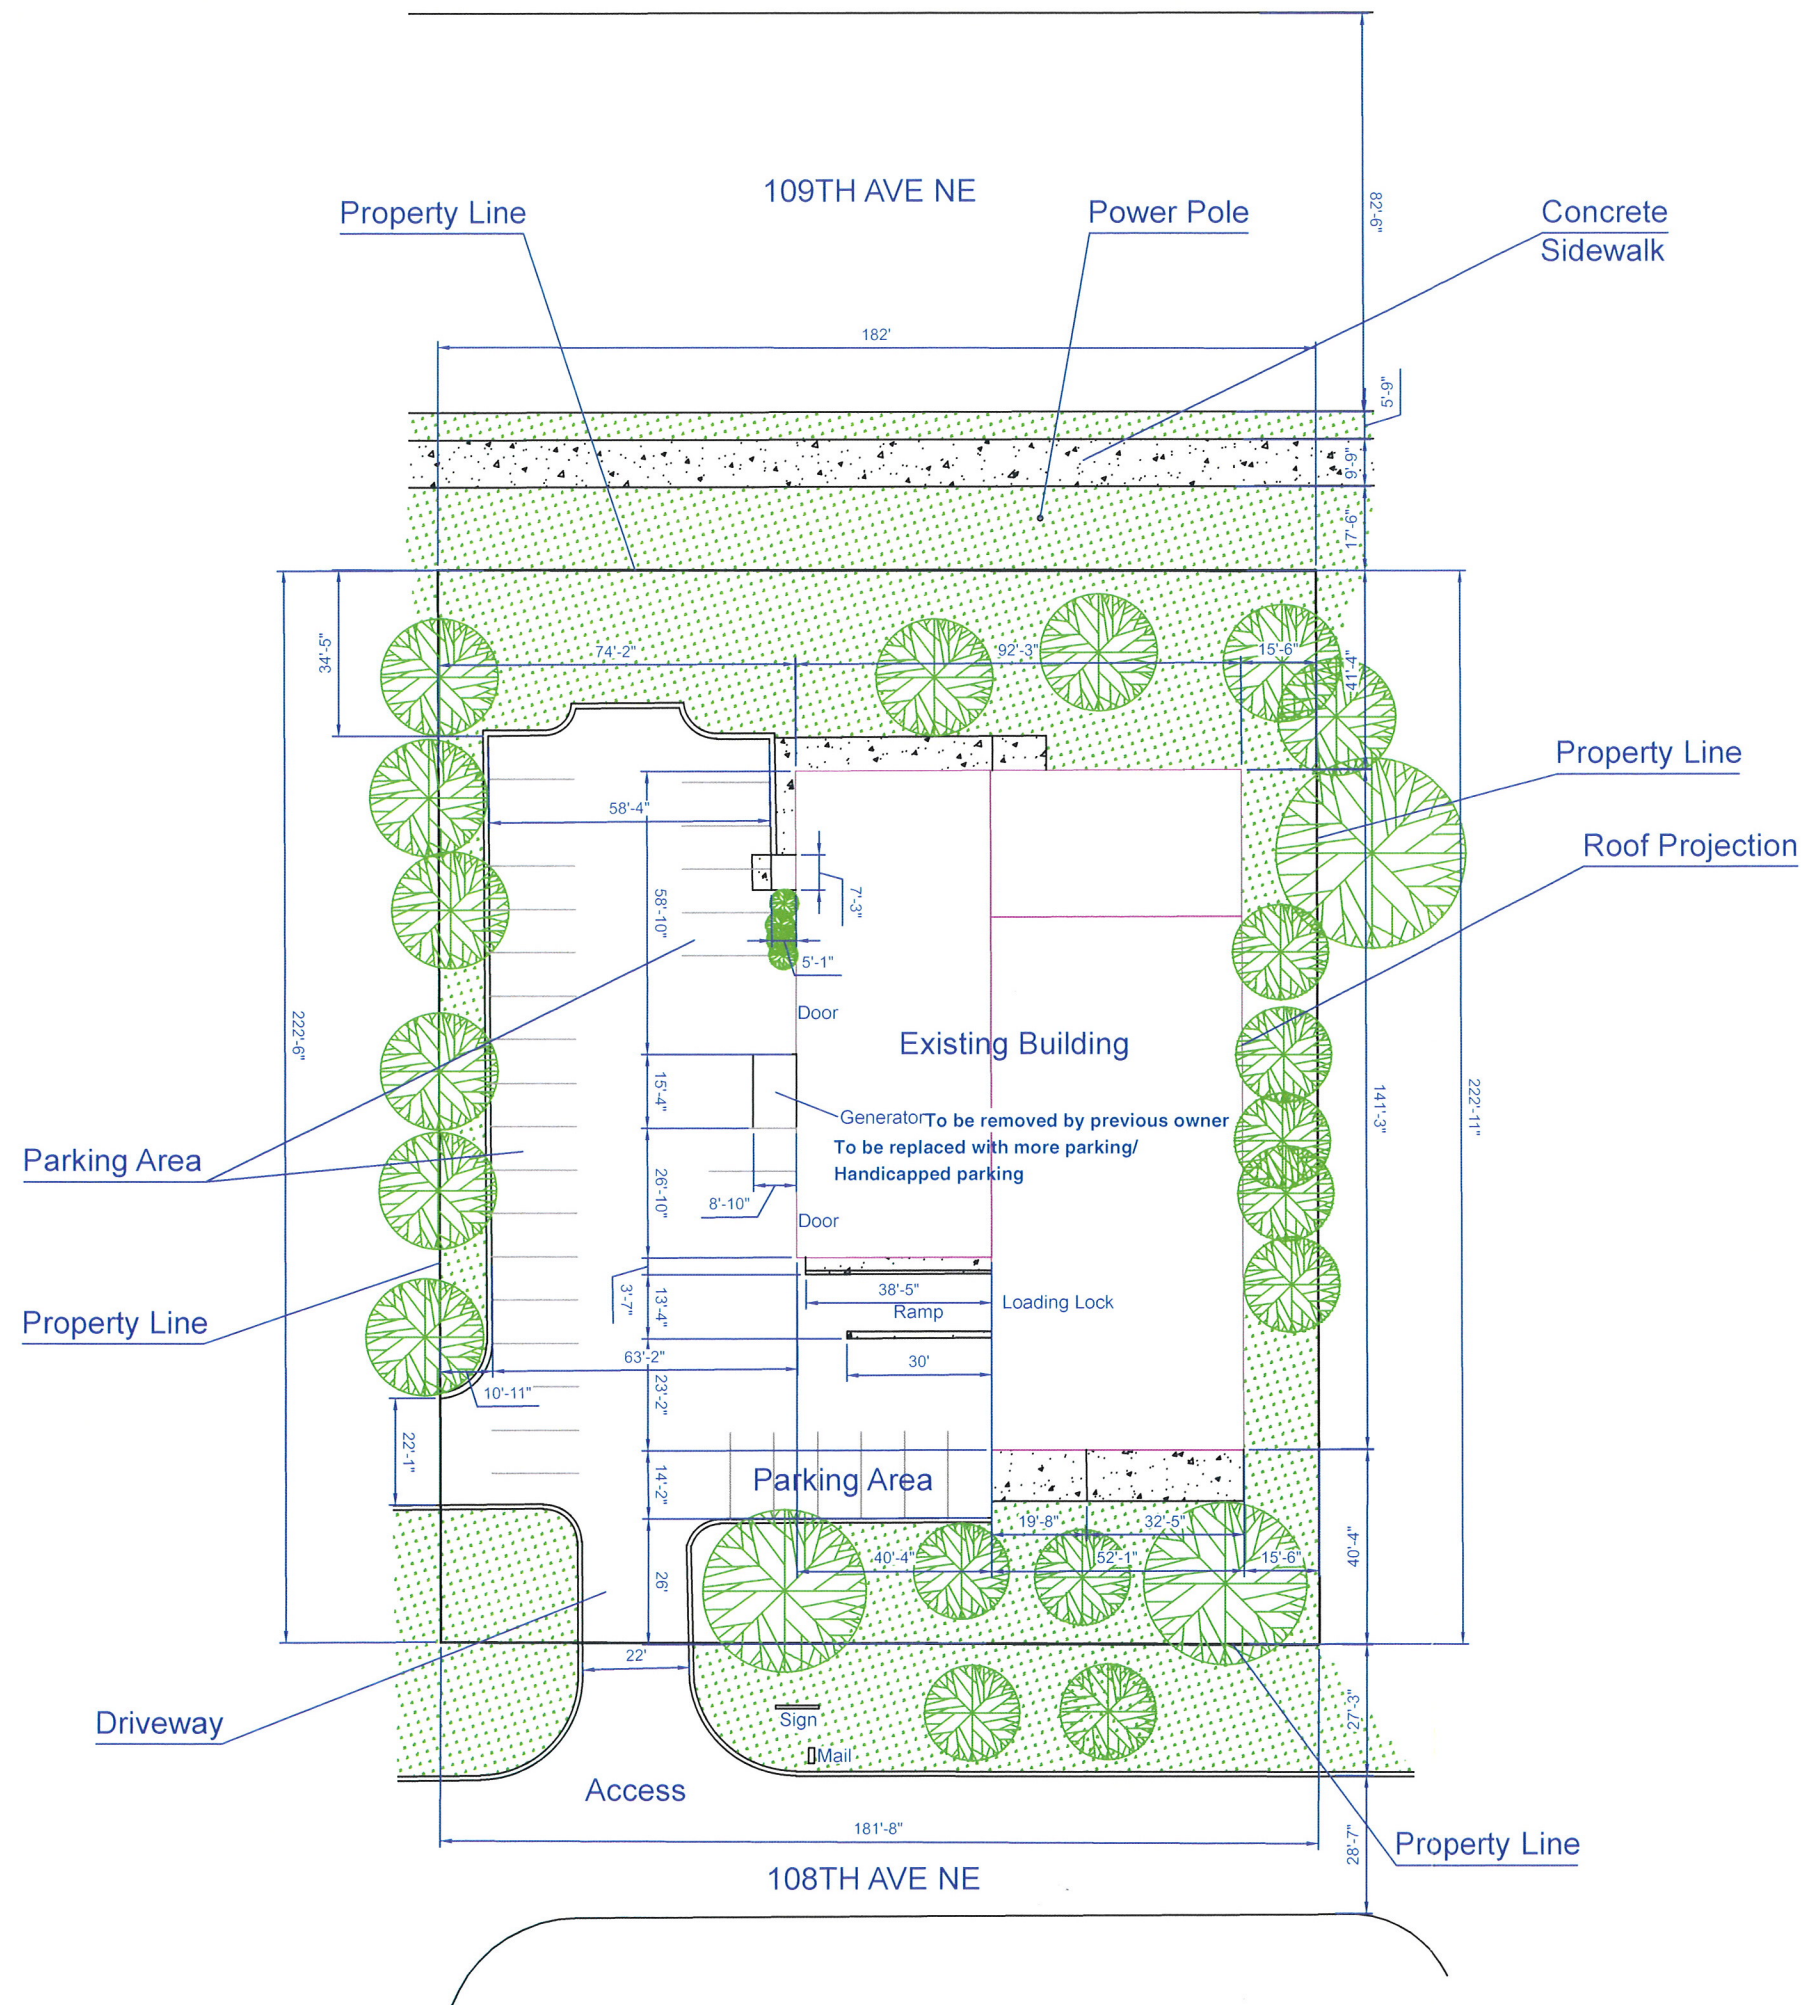 82'-6"
109TH AVE NE
Property Line
Power Pole
Concrete
Sidewalk
182'
5'-9"
9'-9"
17'-6"
34'-5"
74'-2"
92'-3"
15'-6"
41'-4"
Property Line
58'-4"
Roof Projection
58'-10"
7'-3"
5'-1"
Door
222'-6"
Existing Building
15'-4"
141'-3"
222'-11"
Generator To be removed by previous owner
To be replaced with more parking/
Handicapped parking
Parking Area
26'-10"
8'-10"
Door
3'-7"
13'-4"
38'-5"
Ramp
Loading Lock
Property Line
63'-2"
30'
10'-11"
23'-2"
22'-1"
Parking Area
14'-2"
19'-8"
32'-5"
40'-4"
52'-1"
15'-6"
40'-4"
26'
22'
Driveway
Sign
27'-3"
Mail
Access
181'-8"
28'-7"
Property Line
108TH AVE NE